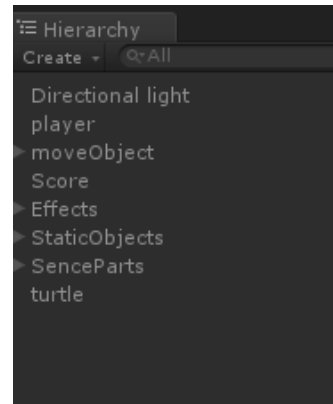 Hierarchy
Create All
Directional light
player
moveObject
Score
Effects
StaticObjects
SenceParts
turtle